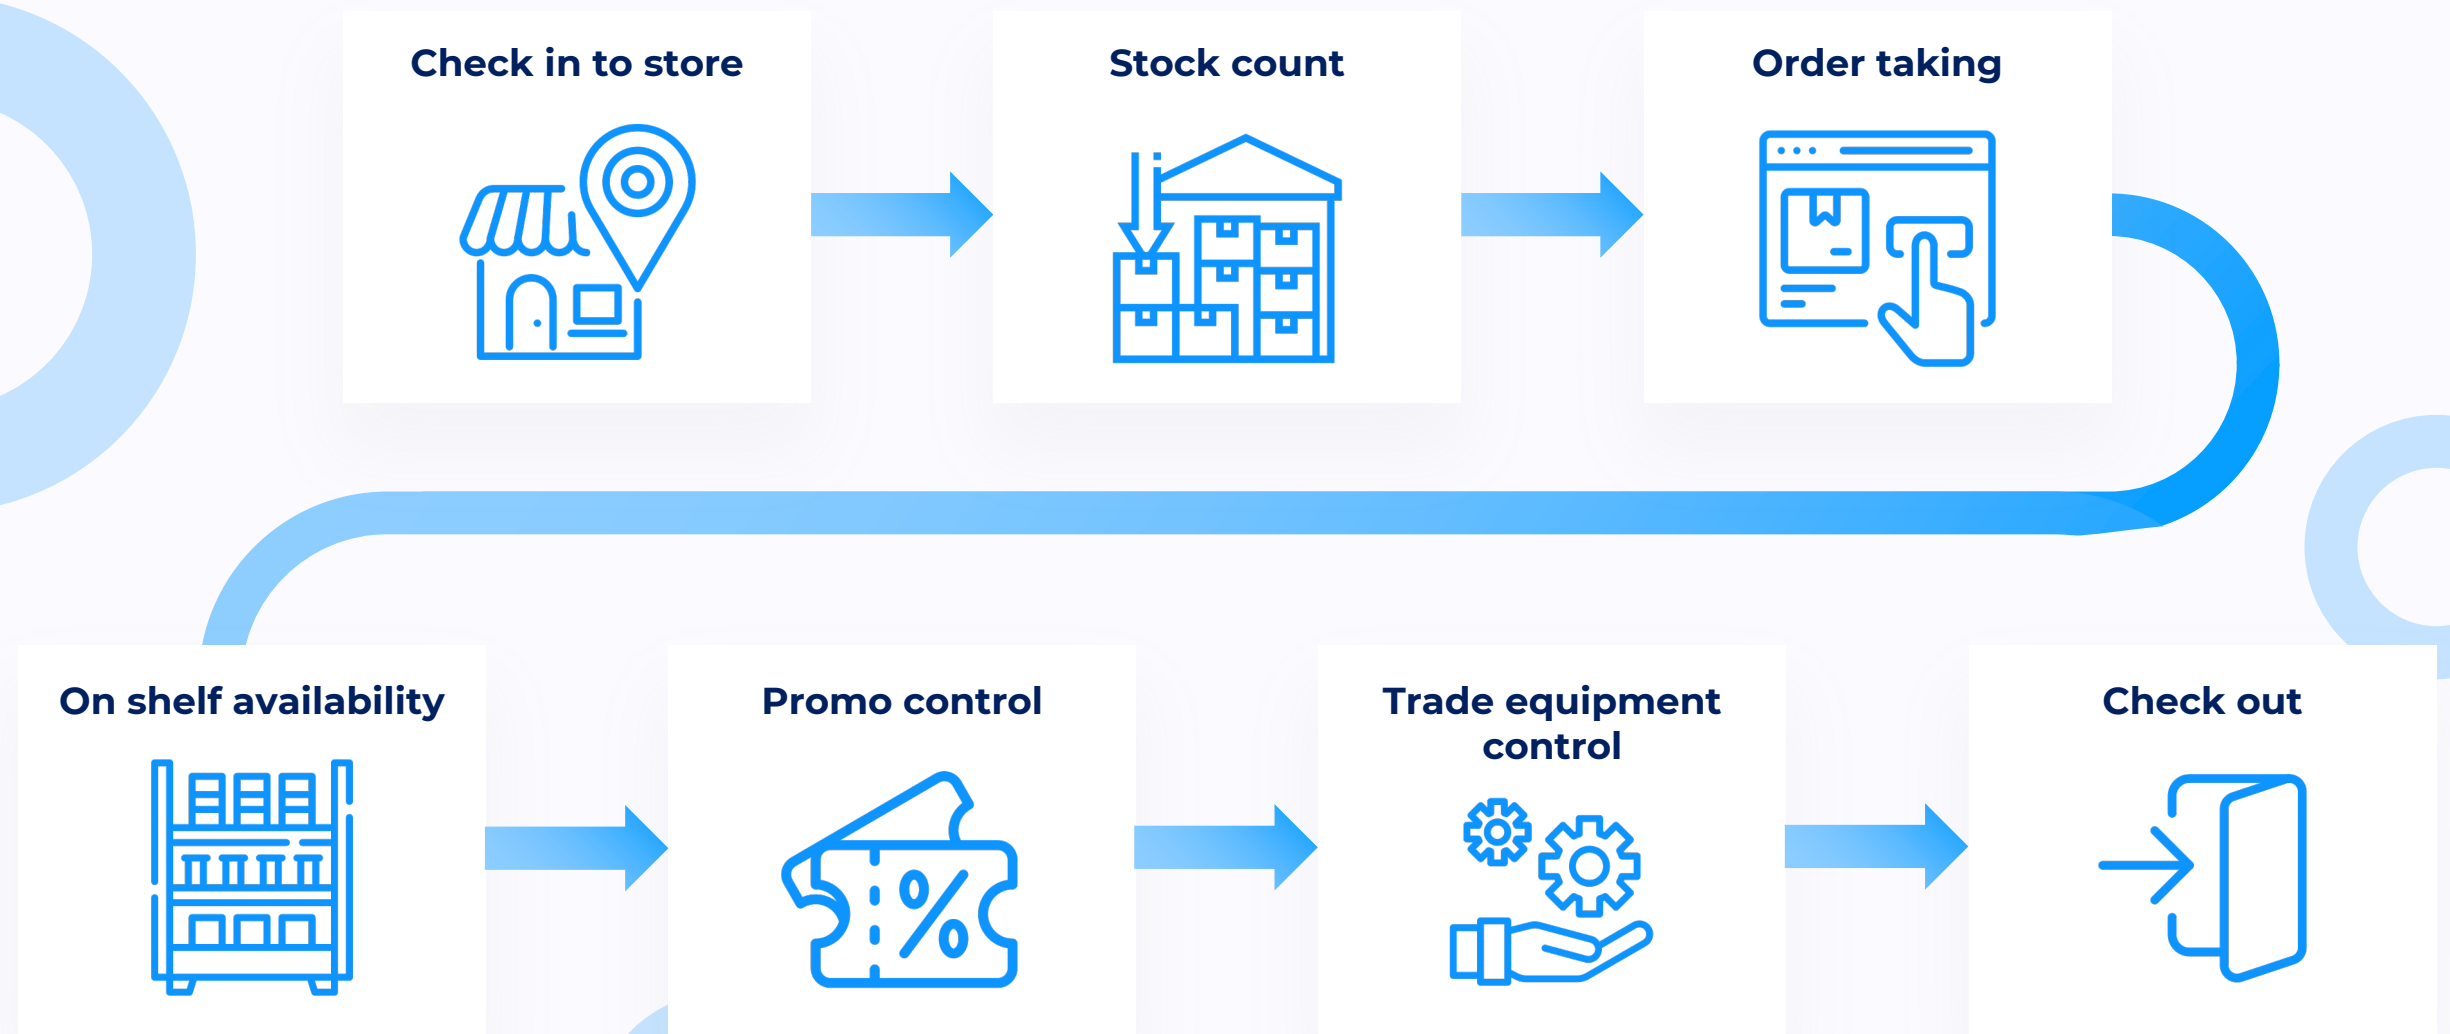 Check in to store
Stock count
Order taking
On shelf availability
Promo control
Trade equipment
control
Check out